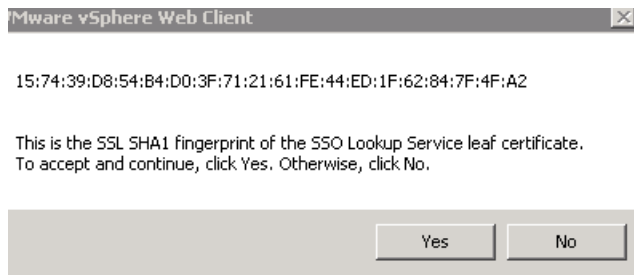 Mware vSphere Web Client
15:74:39:D8:54:B4:D0:3F:71:21:61:FE:44:ED:1F:62:84:7F:4F:A2
This is the SSL SHA1 fingerprint of the SSO Lookup Service leaf certificate.
To accept and continue, click Yes. Otherwise, click No.
Yes
No